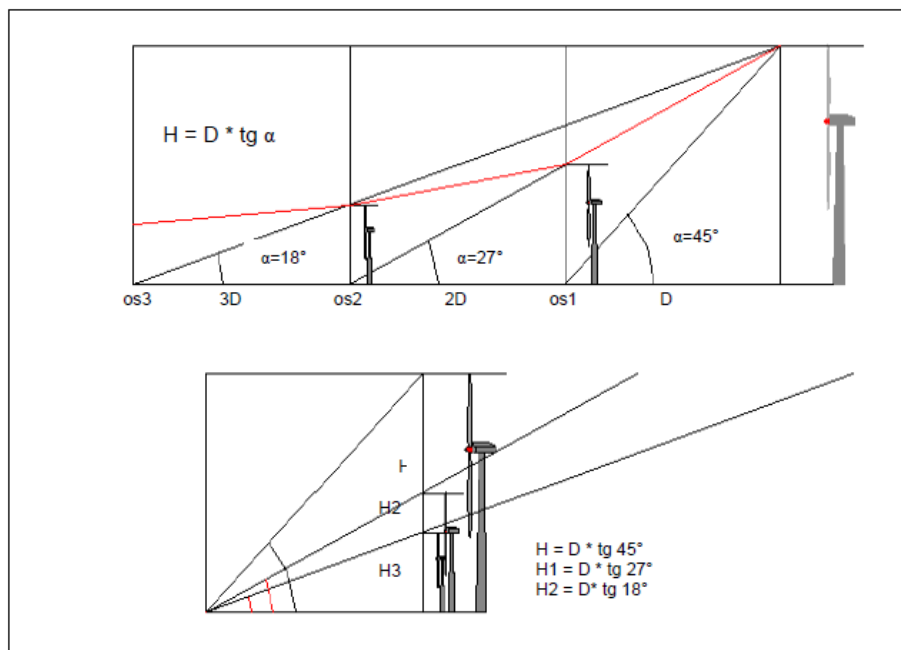 H = D * tg α
α=18°
α=27°
α=45°
os3
3D
os2
2D
os1
D
H
H2
H3
H = D * tg 45°
H1 = D * tg 27°
H2 = D* tg 18°